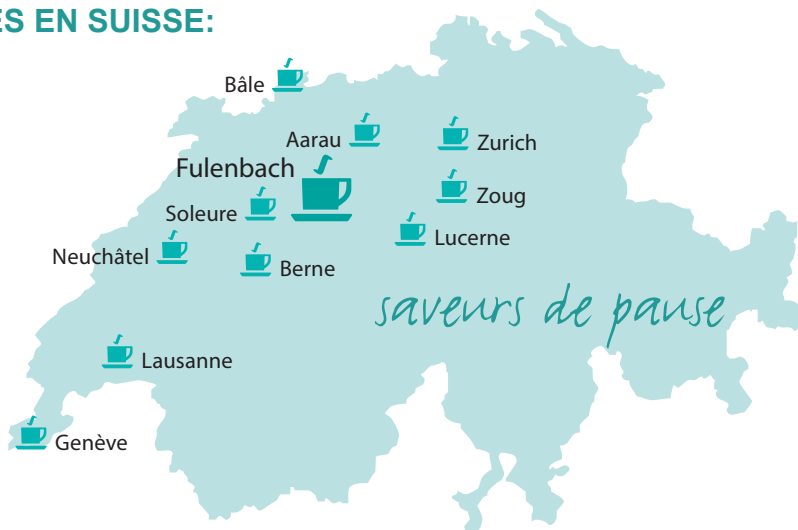 ES EN SUISSE:
Bâle
Aarau
Zurich
Fulenbach
Zoug
Soleure
Lucerne
Neuchâtel
Berne
saveurs de pause
Lausanne
Genève